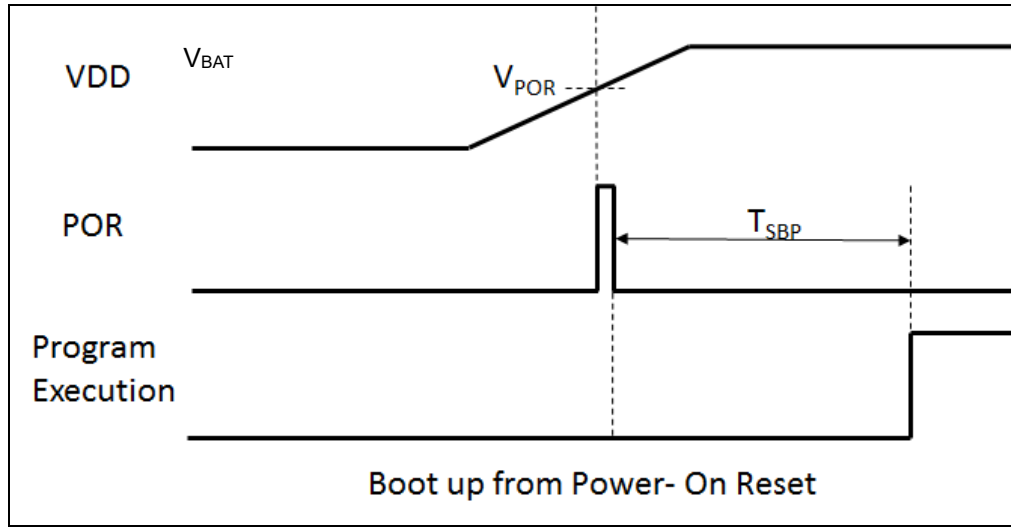 VDD
VBAT
VPOR
POR
TSBP
Program
Execution
Boot up from Power- On Reset